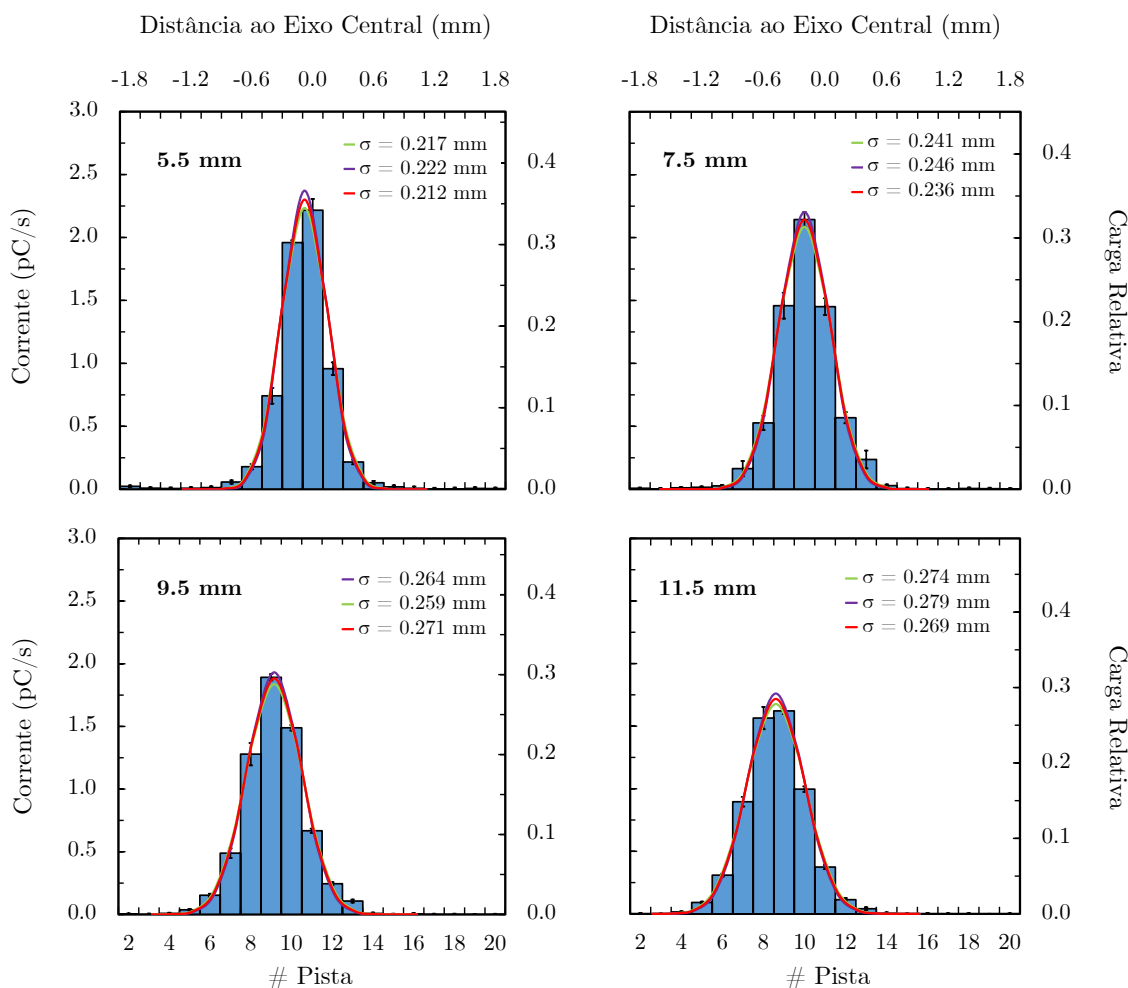 Distância ao Eixo Central (mm)
Distância ao Eixo Central (mm)
-1.8 -0.6 0.0 0.6 1.2 1.8
-1.8 -0.6 0.0 0.6 1.2 1.8
3.0
2.5
2.0
1.5
1.0
0.5
0.0
Corrente (pC/s)
5.5 mm
σ = 0.217 mm
σ = 0.222 mm
σ = 0.212 mm
0.4
0.3
0.2
0.1
0.0
7.5 mm
σ = 0.241 mm
σ = 0.246 mm
σ = 0.236 mm
0.4
0.3
0.2
0.1
0.0
Carga Relativa
3.0
2.5
2.0
1.5
1.0
0.5
0.0
Corrente (pC/s)
9.5 mm
σ = 0.264 mm
σ = 0.259 mm
σ = 0.271 mm
0.4
0.3
0.2
0.1
0.0
11.5 mm
σ = 0.274 mm
σ = 0.279 mm
σ = 0.269 mm
0.4
0.3
0.2
0.1
0.0
Carga Relativa
2 4 6 8 10 12 14 16 18 20
2 4 6 8 10 12 14 16 18 20
# Pista
# Pista